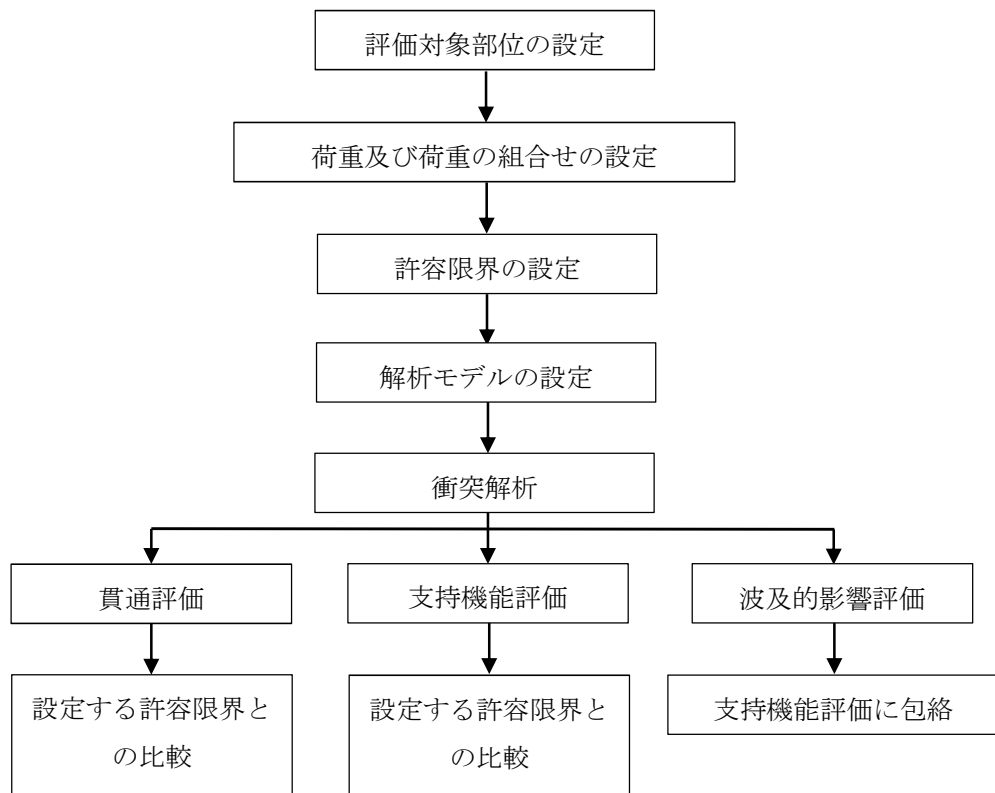 評価対象部位の設定
荷重及び荷重の組合せの設定
許容限界の設定
解析モデルの設定
衝突解析
貫通評価
支持機能評価
波及的影響評価
設定する許容限界と
の比較
設定する許容限界と
の比較
支持機能評価に包絡